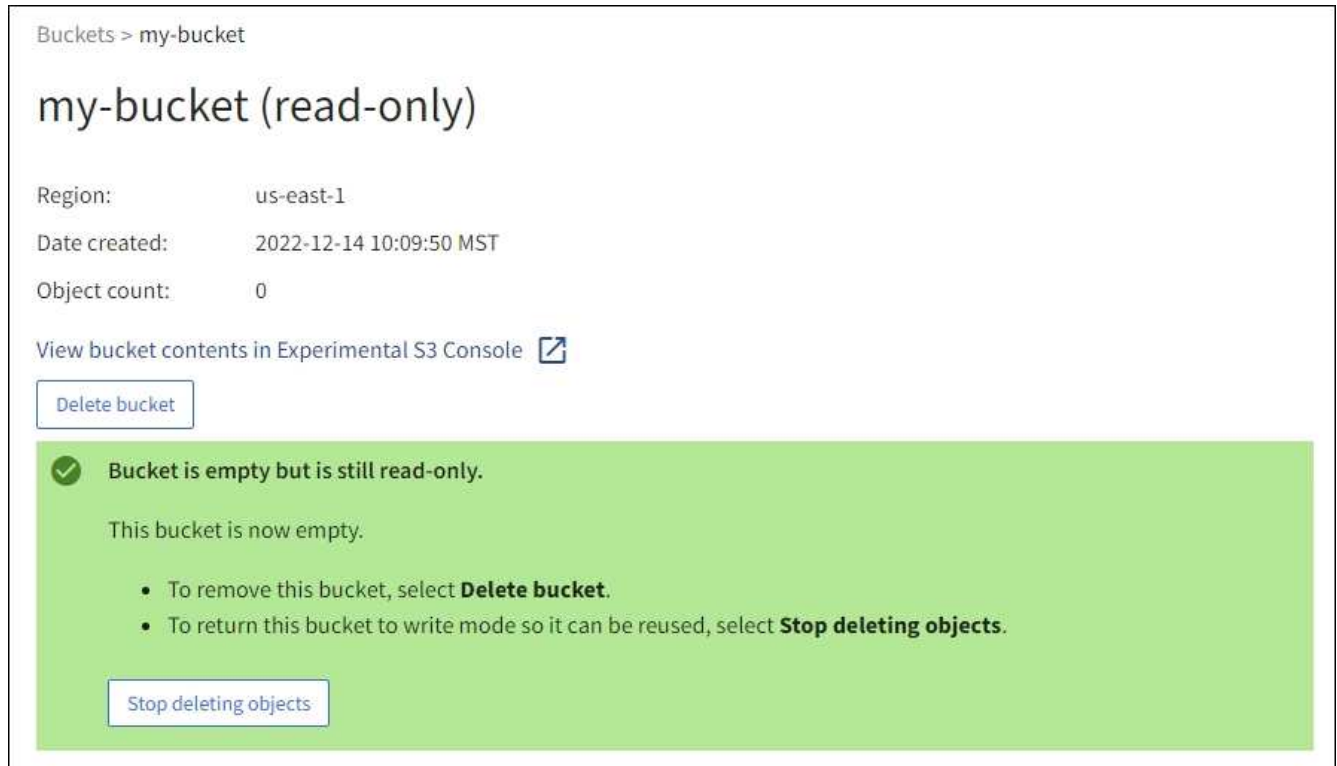 Buckets > my-bucket
my-bucket (read-only)
Region: us-east-1
Date created: 2022-12-14 10:09:50 MST
Object count: 0
View bucket contents in Experimental S3 Console
Delete bucket
Bucket is empty but is still read-only.
This bucket is now empty.
• To remove this bucket, select Delete bucket.
• To return this bucket to write mode so it can be reused, select Stop deleting objects.
Stop deleting objects